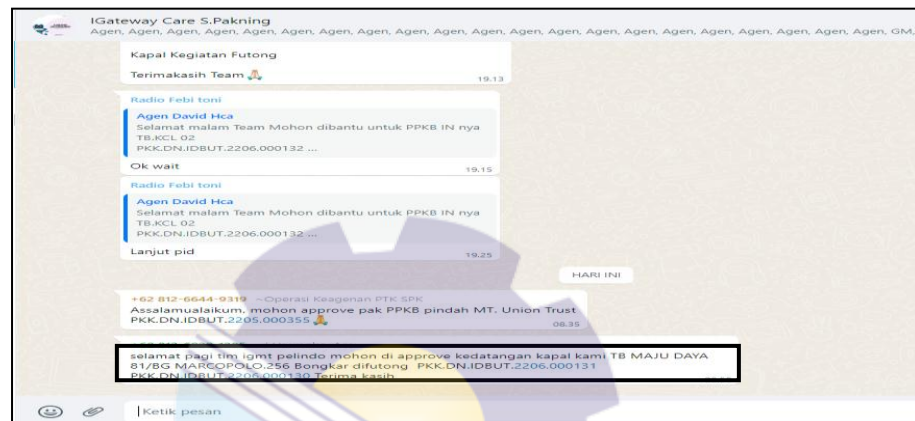 IGateway Care S.Pakning
Agen, Agen, Agen, Agen, Agen, Agen, Agen, Agen, Agen, Agen, Agen, Agen, Agen, Agen, Agen, Agen, Agen, Agen, Agen, Agen, Agen, GM,
Kapal Kegiatan Futong
Terimakasih Team 🙏
19.13
Radio Febi toni
Agen David Hca
Selamat malam Team Mohon dibantu untuk PPKB IN nya
TB.KCL 02
PKK.DN.IDBUT.2206.000132 ...
Ok wait
19.15
Radio Febi toni
Agen David Hca
Selamat malam Team Mohon dibantu untuk PPKB IN nya
TB.KCL 02
PKK.DN.IDBUT.2206.000132 ...
Lanjut pid
19.25
HARI INI
+62 812-6644-9319 ~Operasi Keagenan PTK SPK
Assalamualaikum, mohon approve pak PPKB pindah MT. Union Trust
PKK.DN.IDBUT.2205.000355 🙏
08.35
selamat pagi tim igmt pelindo mohon di approve kedatangan kapal kami TB MAJU DAYA
81/BG MARCOPOLO.256 Bongkar difutong PKK.DN.IDBUT.2206.000131
PKK.DN.IDBUT.2206.000130 Terima kasih
Ketik pesan